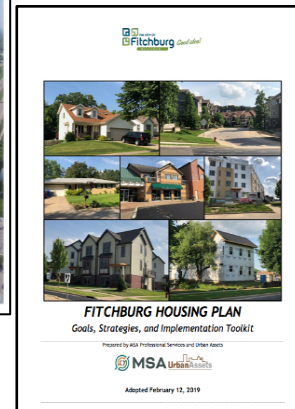 Fitchburg
FITCHBURG HOUSING PLAN
Goals, Strategies, and Implementation Toolkit
Prepared by MSA Professional Services and Urban Assets
MSA UrbanAssets
Adopted February 12, 2019